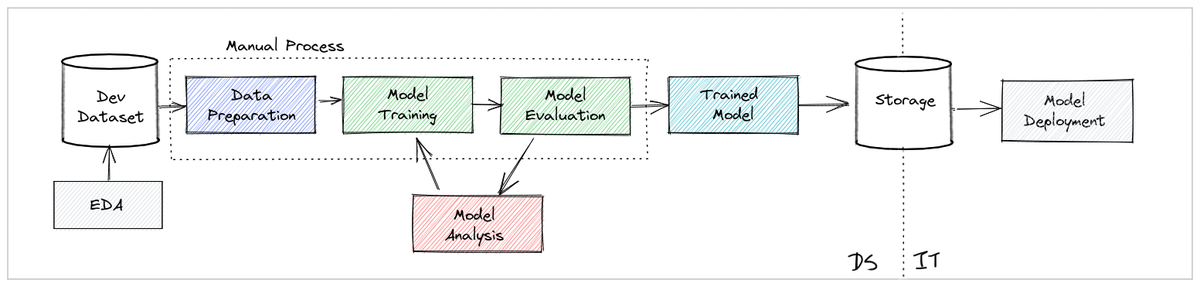 Manual Process
Dev
Dataset
Data
Preparation
Model
Training
Model
Evaluation
Trained
Model
Storage
Model
Deployment
EDA
Model
Analysis
DS
IT